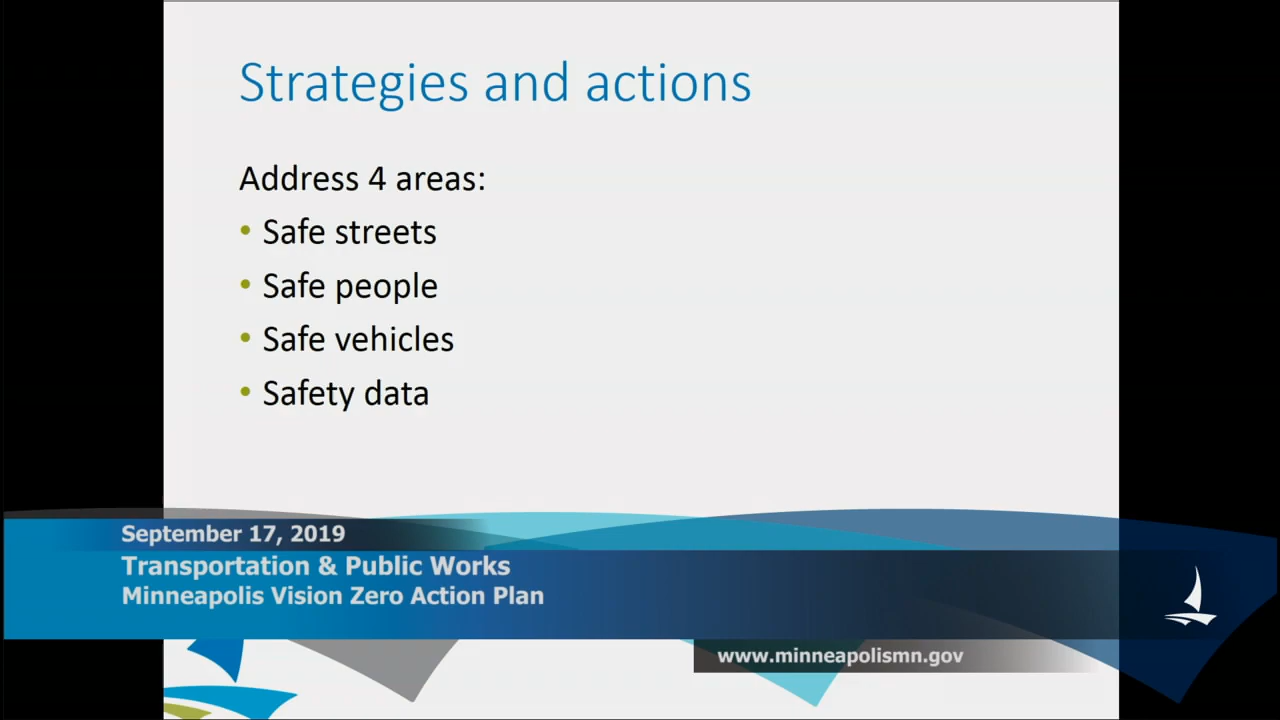 Strategies and actions
Address 4 areas:
• Safe streets
• Safe people
• Safe vehicles
• Safety data
September 17, 2019
Transportation & Public Works
Minneapolis Vision Zero Action Plan
www.minneapolismn.gov